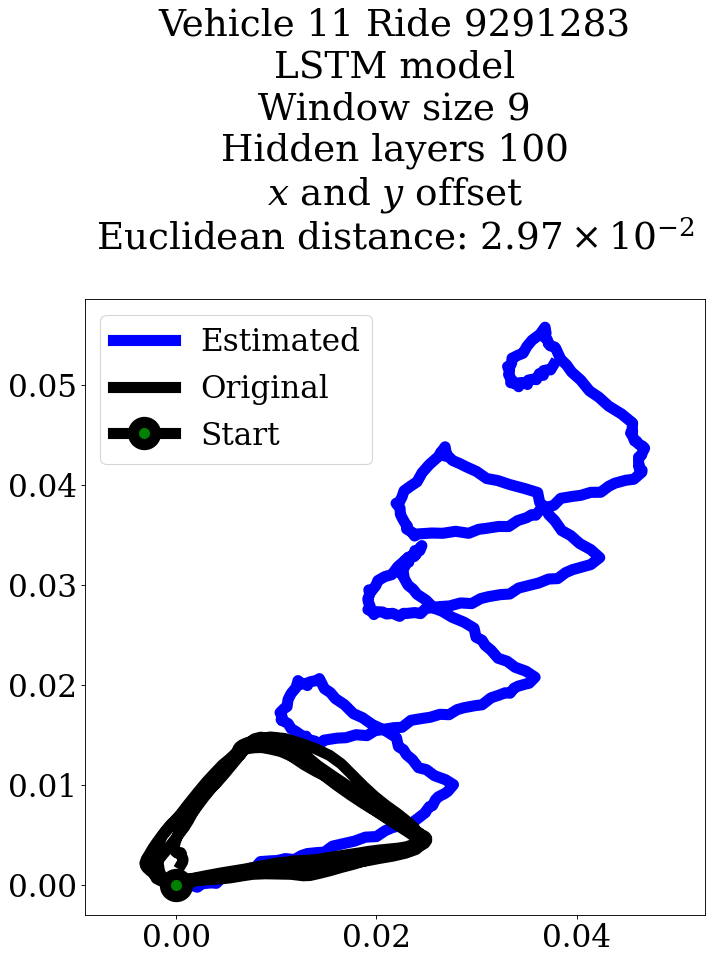 Vehicle 11 Ride 9291283
LSTM model
Window size 9
Hidden layers 100
x and y offset
Euclidean distance: 2.97 × 10⁻²
Estimated
Original
Start
0.05
0.04
0.03
0.02
0.01
0.00
0.00 0.02 0.04